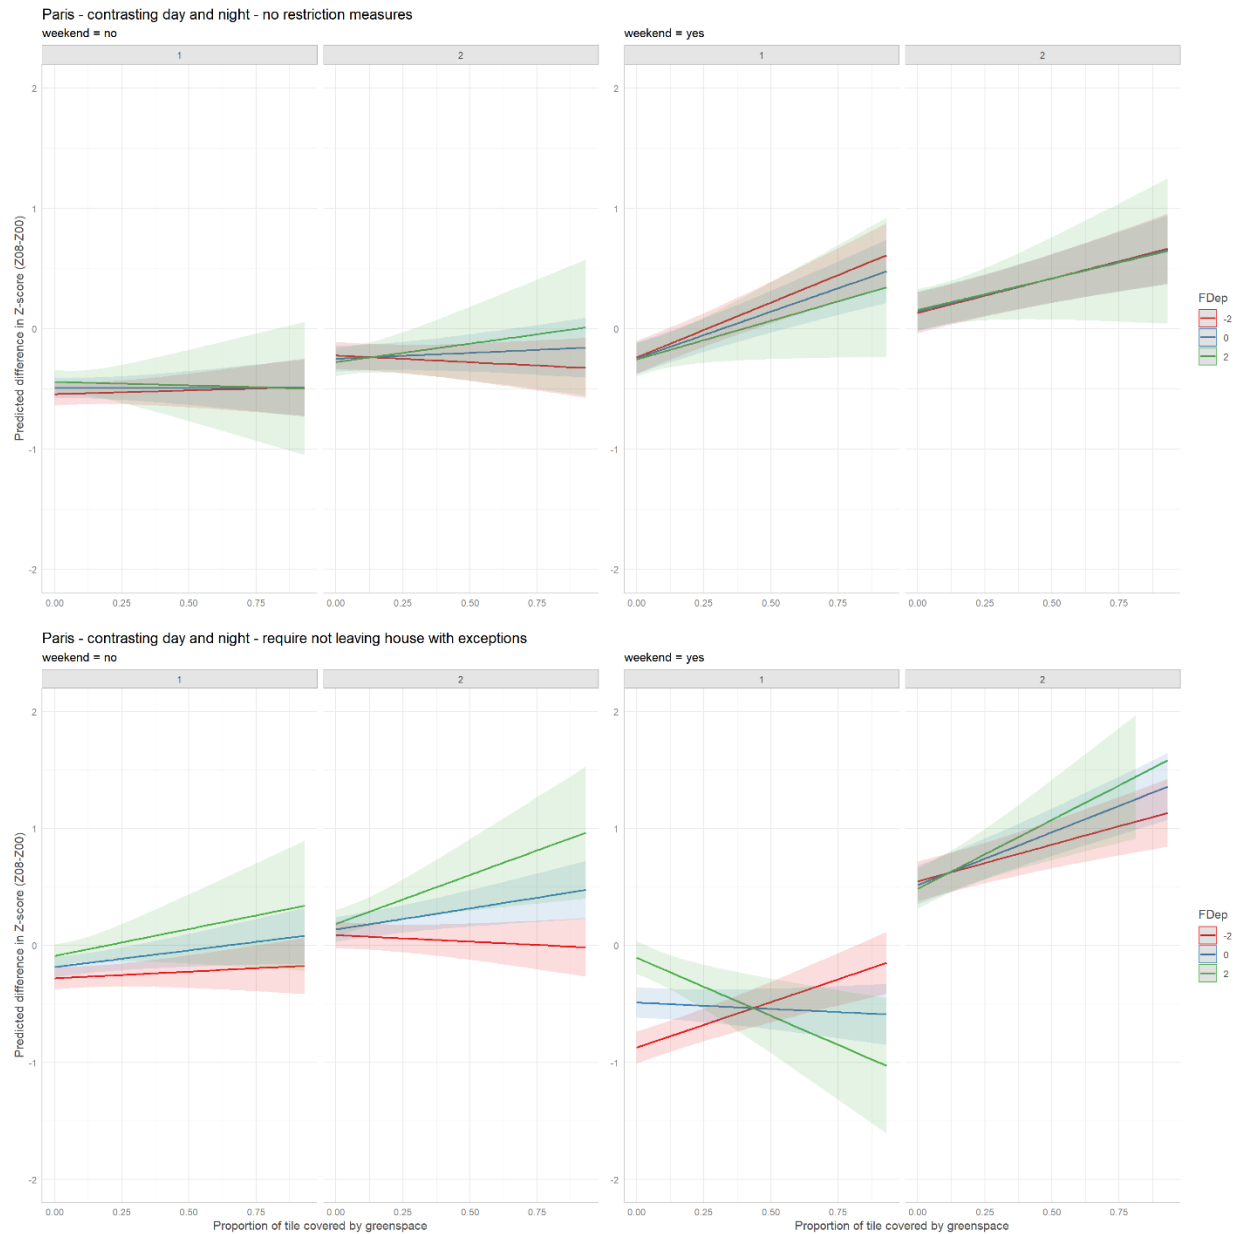 Paris - contrasting day and night - no restriction measures
weekend = no
weekend = yes
1
2
1
2
2
1
0
-1
-2
2
1
0
-1
-2
Predicted difference in Z-score (Z08-Z00)
0.00 0.25 0.50 0.75
0.00 0.25 0.50 0.75
0.00 0.25 0.50 0.75
0.00 0.25 0.50 0.75
FDep
-2
0
2
Paris - contrasting day and night - require not leaving house with exceptions
weekend = no
weekend = yes
1
2
1
2
2
1
0
-1
-2
2
1
0
-1
-2
Predicted difference in Z-score (Z08-Z00)
0.00 0.25 0.50 0.75
0.00 0.25 0.50 0.75
0.00 0.25 0.50 0.75
0.00 0.25 0.50 0.75
Proportion of tile covered by greenspace
Proportion of tile covered by greenspace
FDep
-2
0
2